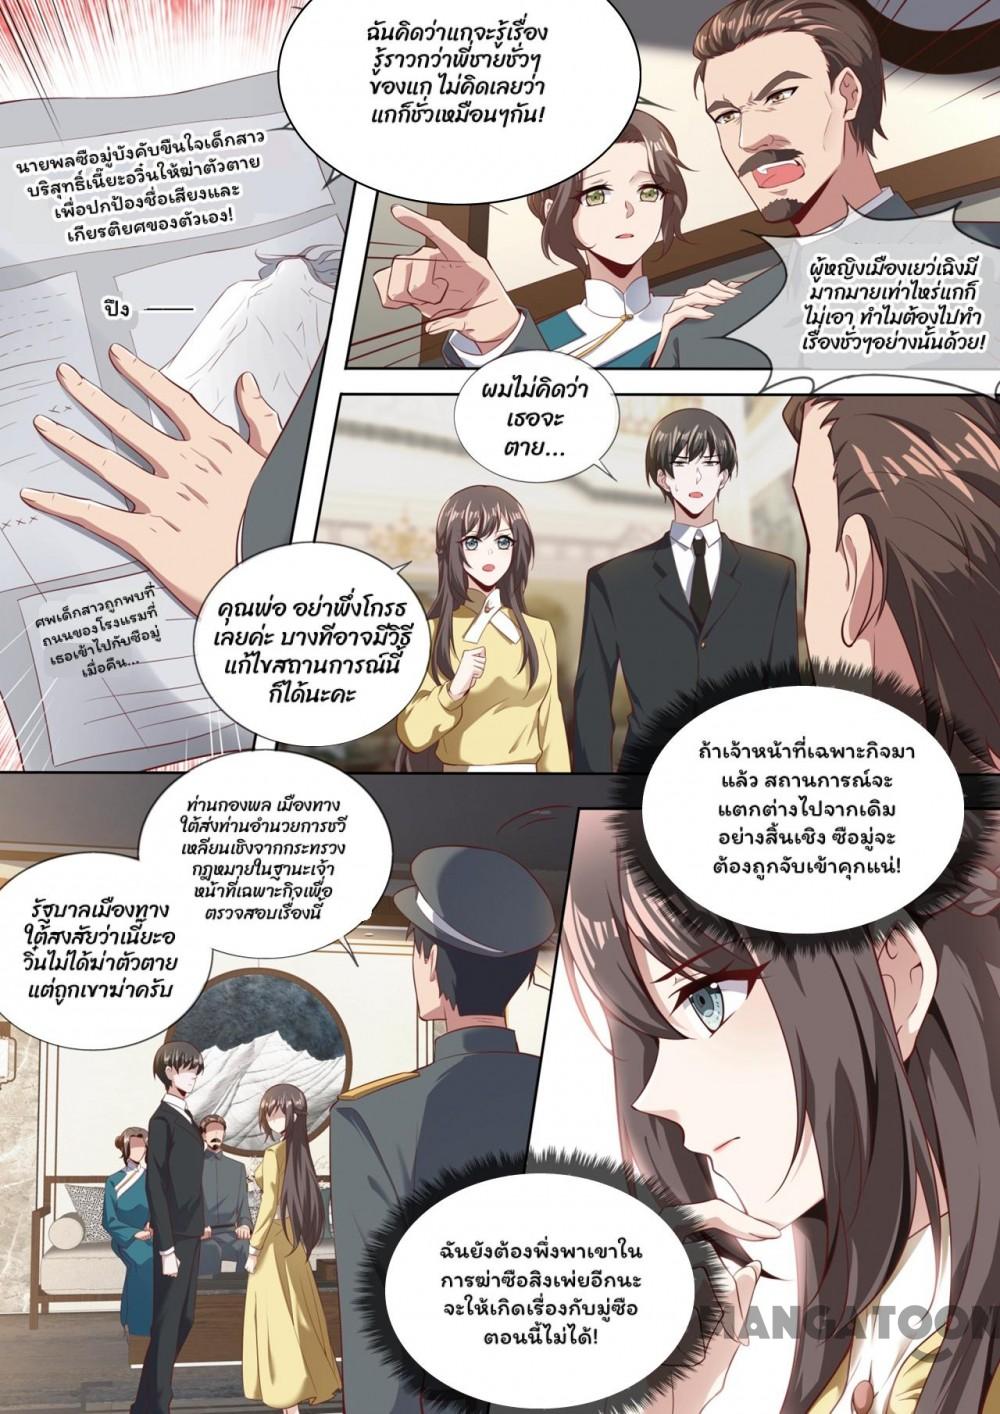 ฉันคิดว่าแกจะรู้เรื่อง
รู้ราวกว่าพี่ชายชั่วๆ
ของแก ไม่คิดเลยว่า
แกก็ชั่วเหมือนๆกัน!
นายพลซือมู่บังคับขืนใจเด็กสาว
บริสุทธิ์เนี๊ยะอวิ๋นให้ฆ่าตัวตาย
เพื่อปกป้องชื่อเสียงและ
เกียรติยศของตัวเอง!
ปึง
ผู้หญิงเมืองเยว่เฉิงมี
มากมายเท่าไหร่แกก็
ไม่เอา ทำไมต้องไปทำ
เรื่องชั่วๆอย่างนั้นด้วย!
ผมไม่คิดว่า
เธอจะ
ตาย...
ศพเด็กสาวถูกพบที่
ถนนของโรงแรมที่
เธอเข้าไปกับซือมู่
เมื่อคืน...
คุณพ่อ อย่าพึ่งโกรธ
เลยค่ะ บางทีอาจมีวิธี
แก้ไขสถานการณ์นี้
ก็ได้นะคะ
ถ้าเจ้าหน้าที่เฉพาะกิจมา
แล้ว สถานการณ์จะ
แตกต่างไปจากเดิม
อย่างสิ้นเชิง ซือมู่จะ
ต้องถูกจับเข้าคุกแน่!
ท่านกองพล เมืองทาง
ใต้ส่งท่านอำนวยการชวี
เหลียนเชิงจากกระทรวง
กฎหมายในฐานะเจ้า
หน้าที่เฉพาะกิจเพื่อ
ตรวจสอบเรื่องนี้
รัฐบาลเมืองทาง
ใต้สงสัยว่าเนี๊ยะอ
วิ๋นไม่ได้ฆ่าตัวตาย
แต่ถูกเขาฆ่าครับ
ฉันยังต้องพึ่งพาเขาใน
การฆ่าซือสิงเพ่ยอีกนะ
จะให้เกิดเรื่องกับมู่ซือ
ตอนนี้ไม่ได้!
MANGATOON